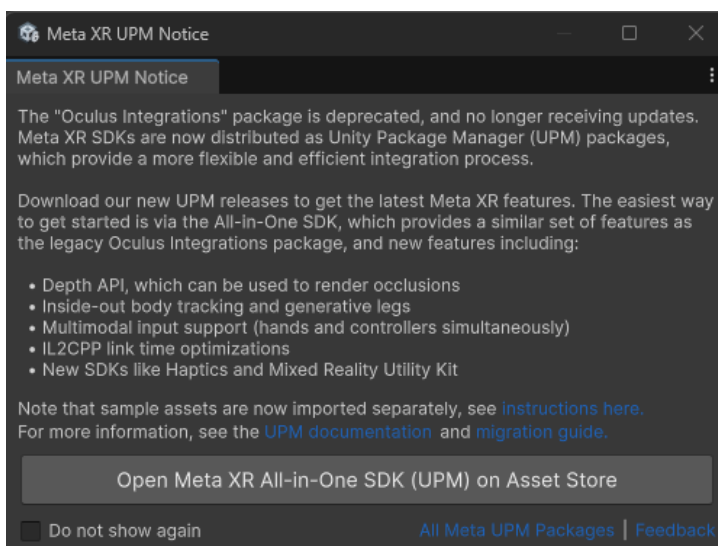 Meta XR UPM Notice
Meta XR UPM Notice
The "Oculus Integrations" package is deprecated, and no longer receiving updates.
Meta XR SDKs are now distributed as Unity Package Manager (UPM) packages,
which provide a more flexible and efficient integration process.
Download our new UPM releases to get the latest Meta XR features. The easiest way
to get started is via the All-in-One SDK, which provides a similar set of features as
the legacy Oculus Integrations package, and new features including:
• Depth API, which can be used to render occlusions
• Inside-out body tracking and generative legs
• Multimodal input support (hands and controllers simultaneously)
• IL2CPP link time optimizations
• New SDKs like Haptics and Mixed Reality Utility Kit
Note that sample assets are now imported separately, see instructions here.
For more information, see the UPM documentation and migration guide.
Open Meta XR All-in-One SDK (UPM) on Asset Store
Do not show again All Meta UPM Packages | Feedback